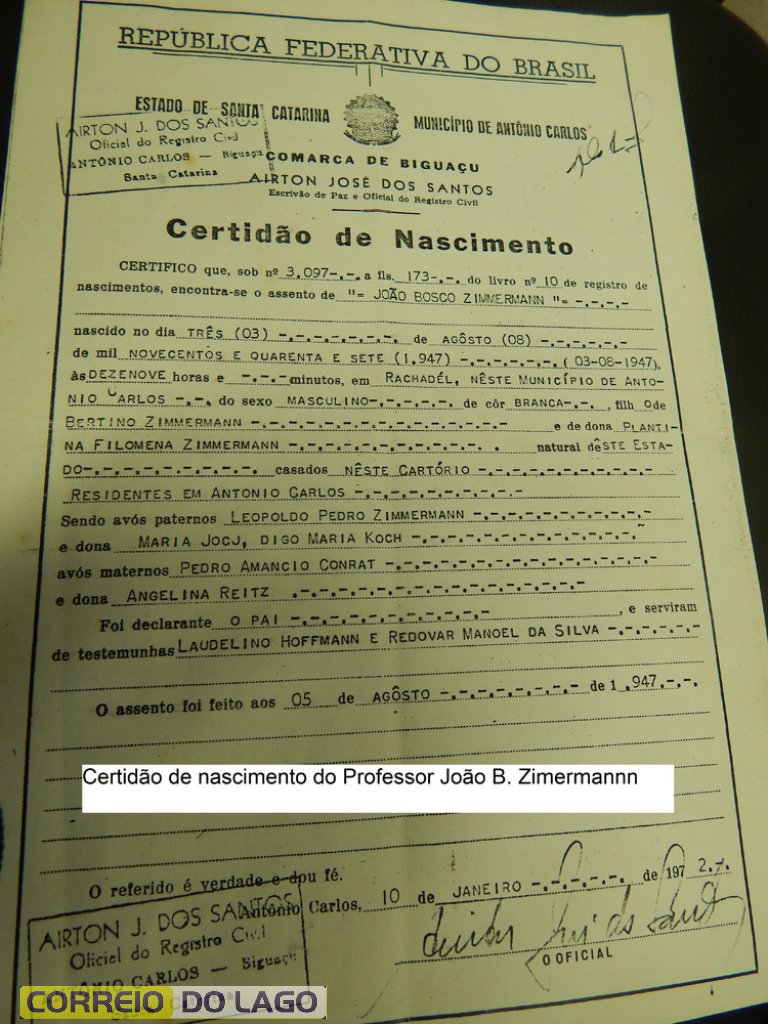 REPÚBLICA FEDERATIVA DO BRASIL
ESTADO DE SANTA CATARINA
MUNICÍPIO DE ANTÔNIO CARLOS
AIRTON J. DOS SANTOS
Oficial do Registro Civil
ANTÔNIO CARLOS — Biguaçu
Santa Catarina
COMARCA DE BIGUAÇU
AIRTON JOSÉ DOS SANTOS
Escrivão de Paz e Oficial do Registro Civil
Certidão de Nascimento
CERTIFICO que, sob nº 3.097-.-. a fls. 173-.-. do livro nº 10 de registro de
nascimentos, encontra-se o assento de "= JOÃO BOSCO ZIMMERMANN "= -.-.-.-
nascido no dia TRÊS (03) -.-.-.-.-.-.-. de AGÔSTO (08) -.-.-.-.-
de mil NOVECENTOS E QUARENTA E SETE (1.947) -.-.-.-.-.-. (03-08-1947),
às DEZENOVE horas e -.-.-.- minutos, em RACHADÉL, NÊSTE MUNICÍPIO DE ANTO-
NIO CARLOS -.-. do sexo MASCULINO-.-.-.-.-. de côr BRANCA-.-. , filho de
BERTINO ZIMMERMANN -.-.-.-.-.-.-.-.-.-.-.-.-. e de dona PLANTI-
NA FILOMENA ZIMMERMANN -.-.-.-.-.-.-.-.-.-.-. natural dêSTE ESTA-
DO-.-.-.-.-.-.-.-.-.-. casados NÊSTE CARTÓRIO -.-.-.-.-.-.-.-.-.-
RESIDENTES EM ANTONIO CARLOS -.-.-.-.-.-.-.-.-.-
Sendo avós paternos LEOPOLDO PEDRO ZIMMERMANN -.-.-.-.-.-.-.-.-.-
e dona MARIA JOCJ, DIGO MARIA KOCH -.-.-.-.-.-.-.-.-.-.-.-.-
avós maternos PEDRO AMANCIO CONRAT -.-.-.-.-.-.-.-.-.-.-.-.-.-
e dona ANGELINA REITZ .-.-.-.-.-.-.-.-.-.-.-.-.-.-
Foi declarante O PAI -.-.-.-.-.-.-.-.-.- , e serviram
de testemunhas LAUDELINO HOFFMANN E REDOVAR MANOEL DA SILVA -.-.-.-.-
O assento foi feito aos 05 de AGÔSTO -.-.-.-.-.-.-.- de 1.947.-.-.
Certidão de nascimento do Professor João B. Zimermannn
O referido é verdade e dou fé.
Antônio Carlos, 10 de JANEIRO -.-.-.-.-. de 1972.-.
AIRTON J. DOS SANTOS
Oficial do Registro Civil
ANTÔNIO CARLOS — Biguaçu
O OFICIAL
CORREIO DO LAGO